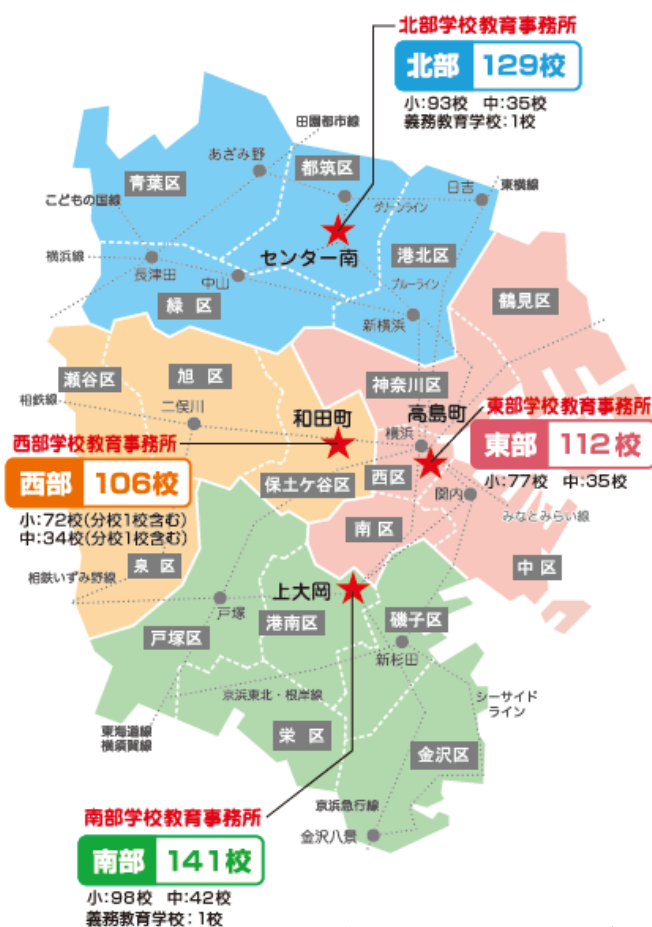 北部学校教育事務所
北部 129校
小:93校 中:35校
義務教育学校:1校
田園都市線
あざみ野
都筑区
青葉区
日吉
東横線
こどもの国線
グリーンライン
センター南
港北区
横浜線
長津田
中山
ブルーライン
緑 区
新横浜
鶴見区
瀬谷区
旭 区
神奈川区
相鉄線
二俣川
和田町
高島町
東部学校教育事務所
東部 112校
小:77校 中:35校
横浜
西部学校教育事務所
西部 106校
小:72校(分校1校含む)
中:34校(分校1校含む)
保土ケ谷区
西区
関内
みなとみらい線
南 区
中 区
泉 区
相鉄いずみ野線
上大岡
戸塚
港南区
磯子区
戸塚区
新杉田
京浜東北・根岸線
シーサイド
ライン
東海道線
横須賀線
栄 区
金沢区
京浜急行線
金沢八景
南部学校教育事務所
南部 141校
小:98校 中:42校
義務教育学校:1校